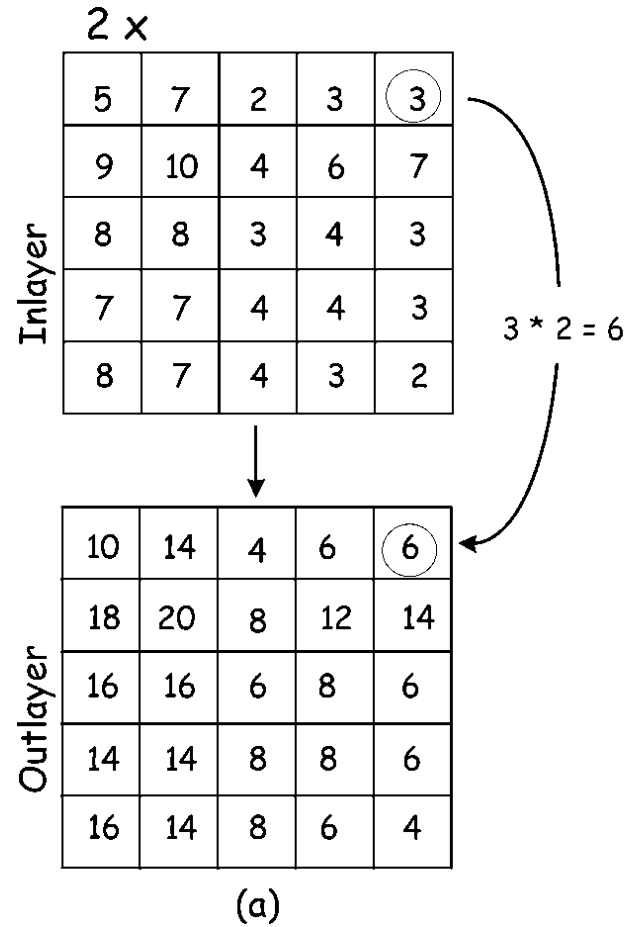 2 x
5 7 2 3 3
9 10 4 6 7
8 8 3 4 3
7 7 4 4 3
8 7 4 3 2
Inlayer
3 * 2 = 6
10 14 4 6 6
18 20 8 12 14
16 16 6 8 6
14 14 8 8 6
16 14 8 6 4
Outlayer
(a)